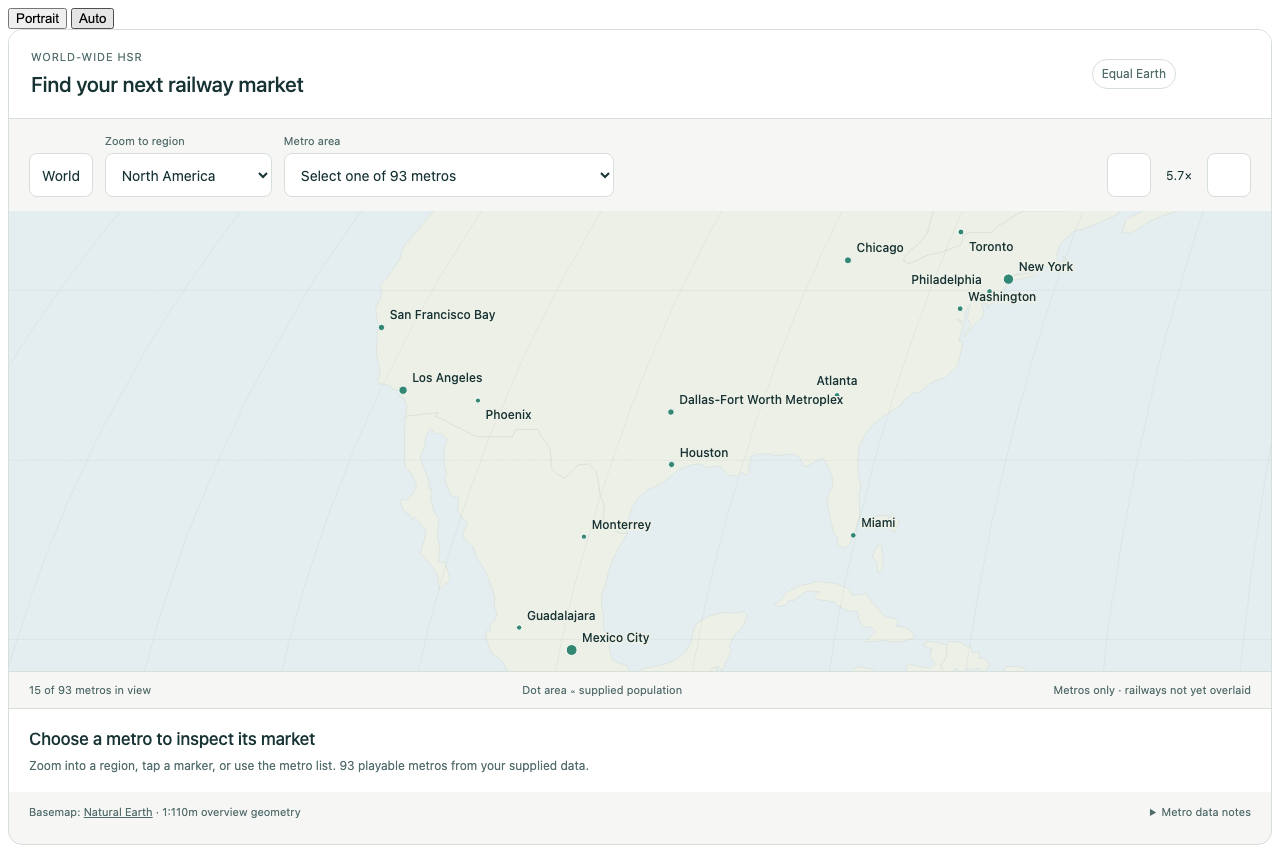 Portrait Auto
WORLD-WIDE HSR
Find your next railway market
Equal Earth
Zoom to region
Metro area
World
North America
Select one of 93 metros
5.7×
Chicago
Toronto
New York
Philadelphia
Washington
San Francisco Bay
Los Angeles
Phoenix
Atlanta
Dallas-Fort Worth Metroplex
Houston
Monterrey
Miami
Guadalajara
Mexico City
15 of 93 metros in view
Dot area ∝ supplied population
Metros only · railways not yet overlaid
Choose a metro to inspect its market
Zoom into a region, tap a marker, or use the metro list. 93 playable metros from your supplied data.
Basemap: Natural Earth · 1:110m overview geometry
▶ Metro data notes